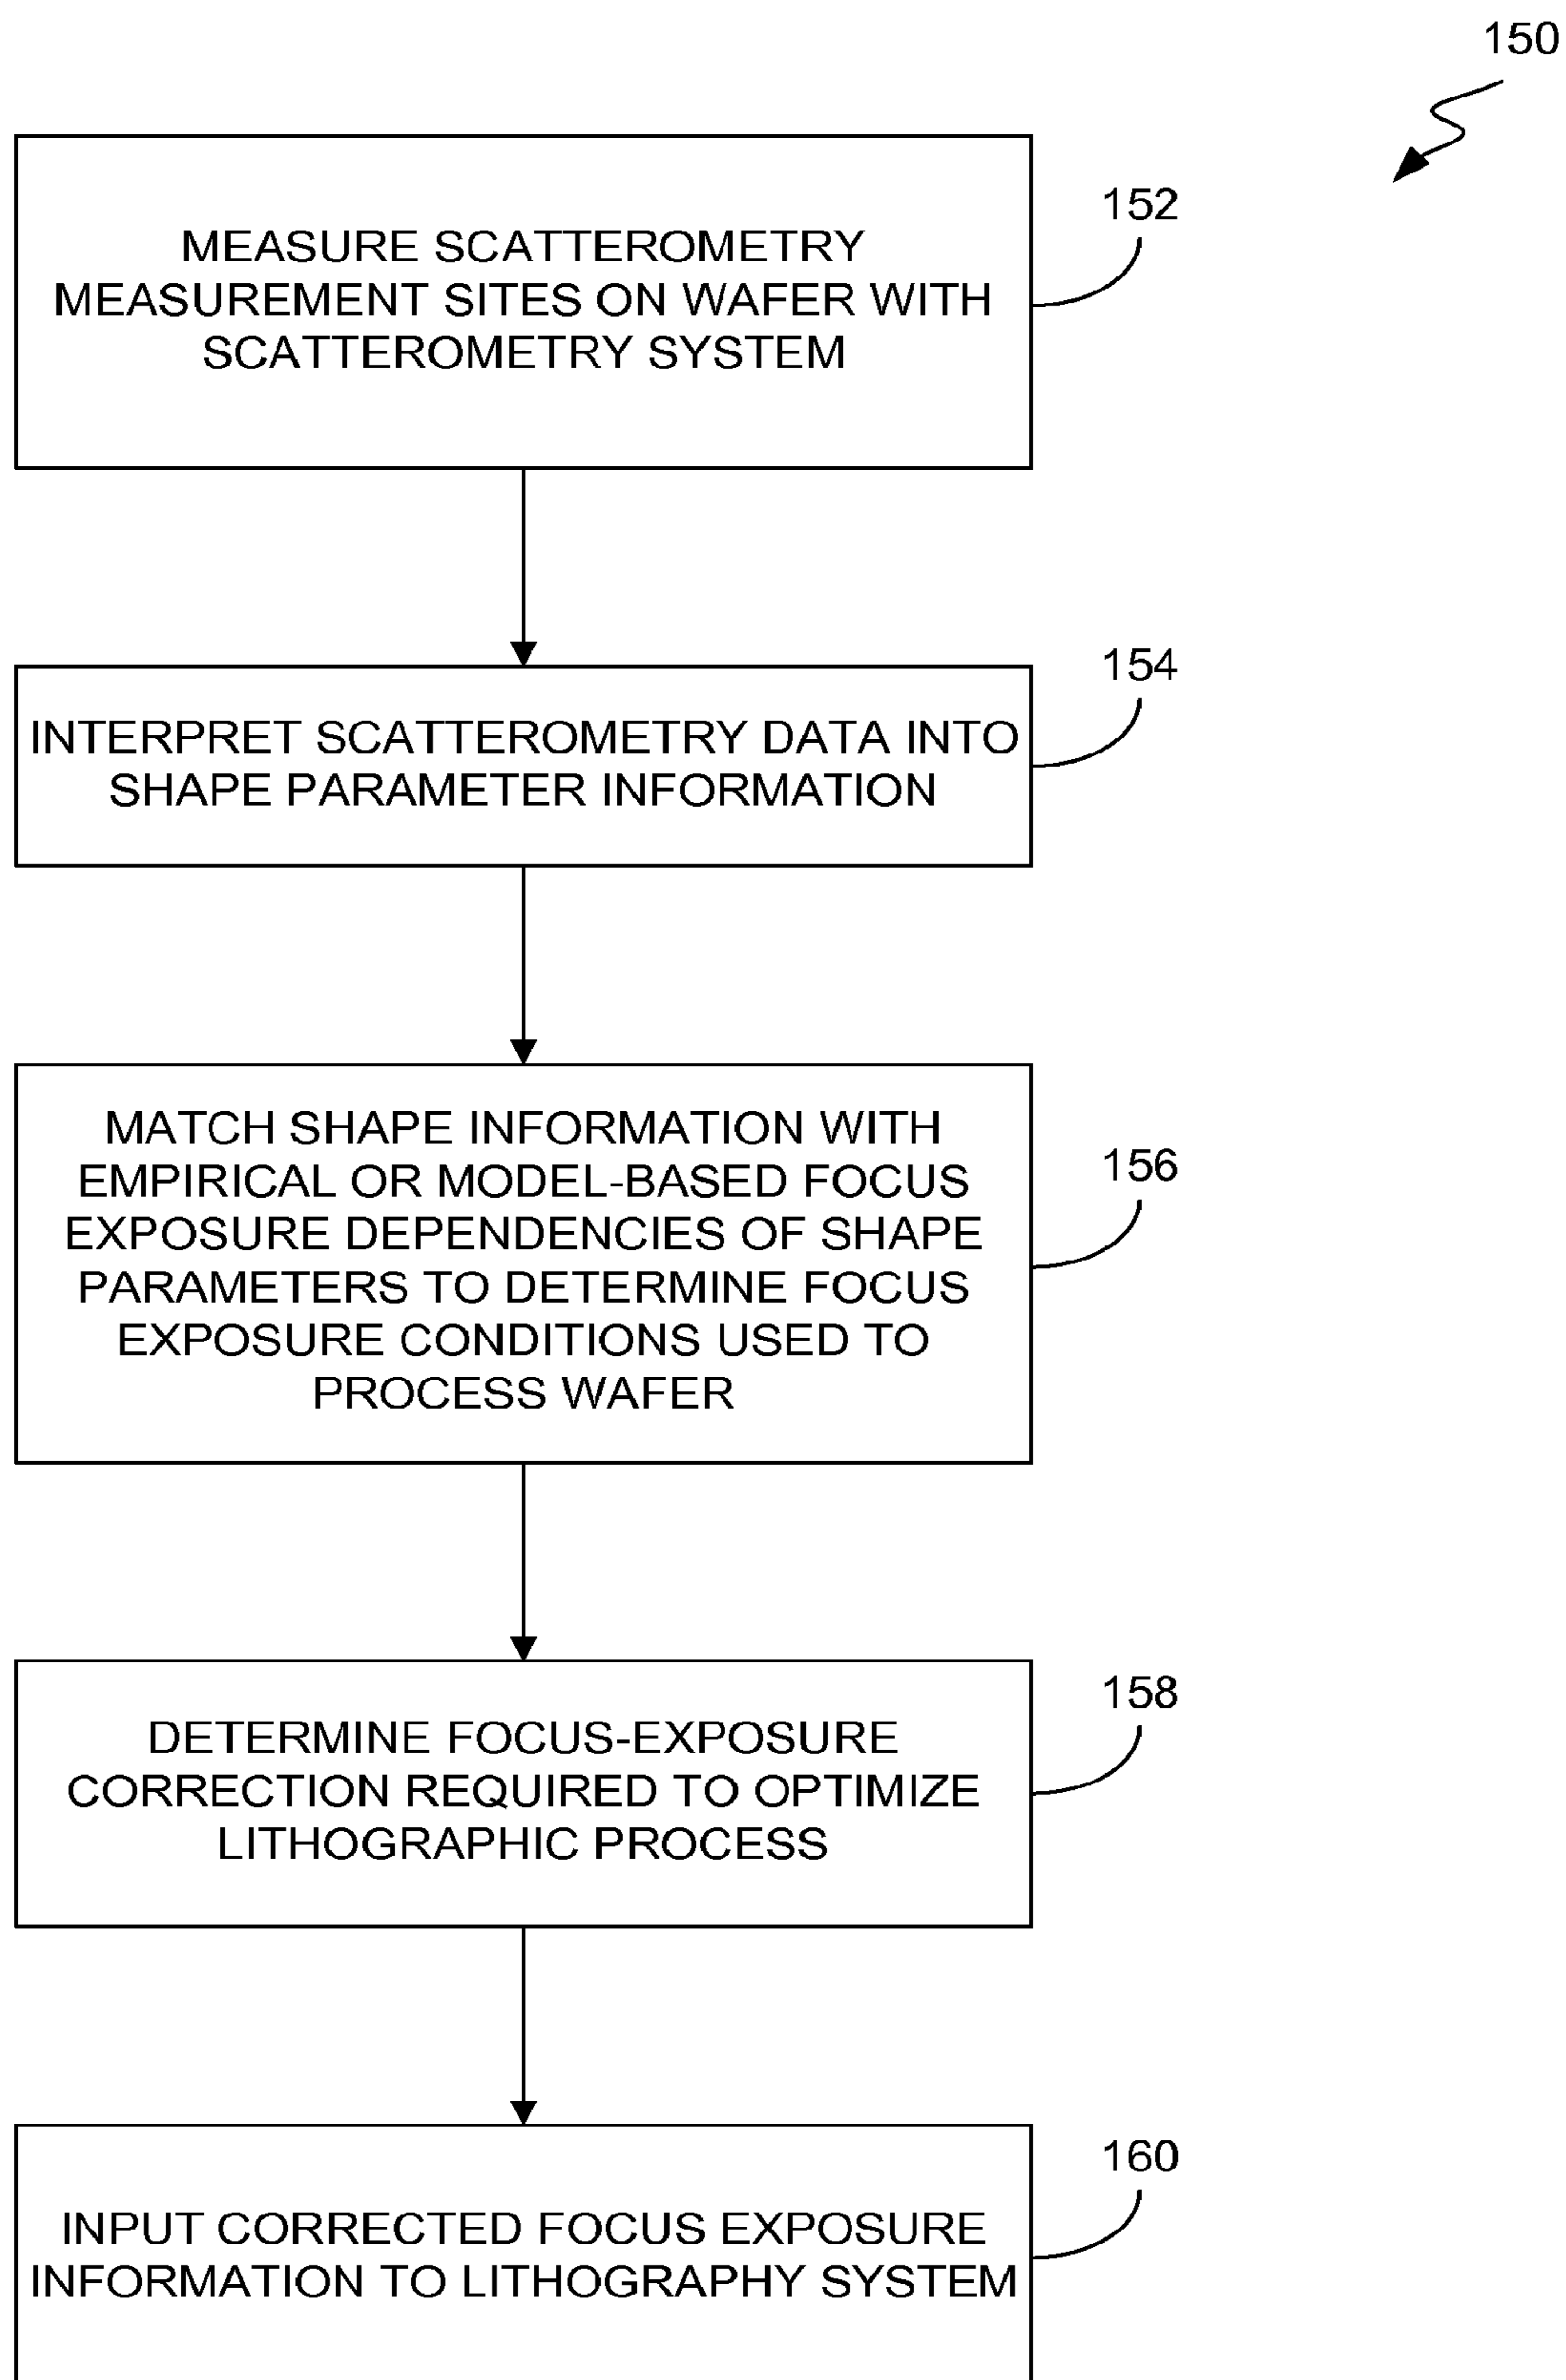 150
152
MEASURE SCATTEROMETRY
MEASUREMENT SITES ON WAFER WITH
SCATTEROMETRY SYSTEM
154
INTERPRET SCATTEROMETRY DATA INTO
SHAPE PARAMETER INFORMATION
156
MATCH SHAPE INFORMATION WITH
EMPIRICAL OR MODEL-BASED FOCUS
EXPOSURE DEPENDENCIES OF SHAPE
PARAMETERS TO DETERMINE FOCUS
EXPOSURE CONDITIONS USED TO
PROCESS WAFER
158
DETERMINE FOCUS-EXPOSURE
CORRECTION REQUIRED TO OPTIMIZE
LITHOGRAPHIC PROCESS
160
INPUT CORRECTED FOCUS EXPOSURE
INFORMATION TO LITHOGRAPHY SYSTEM